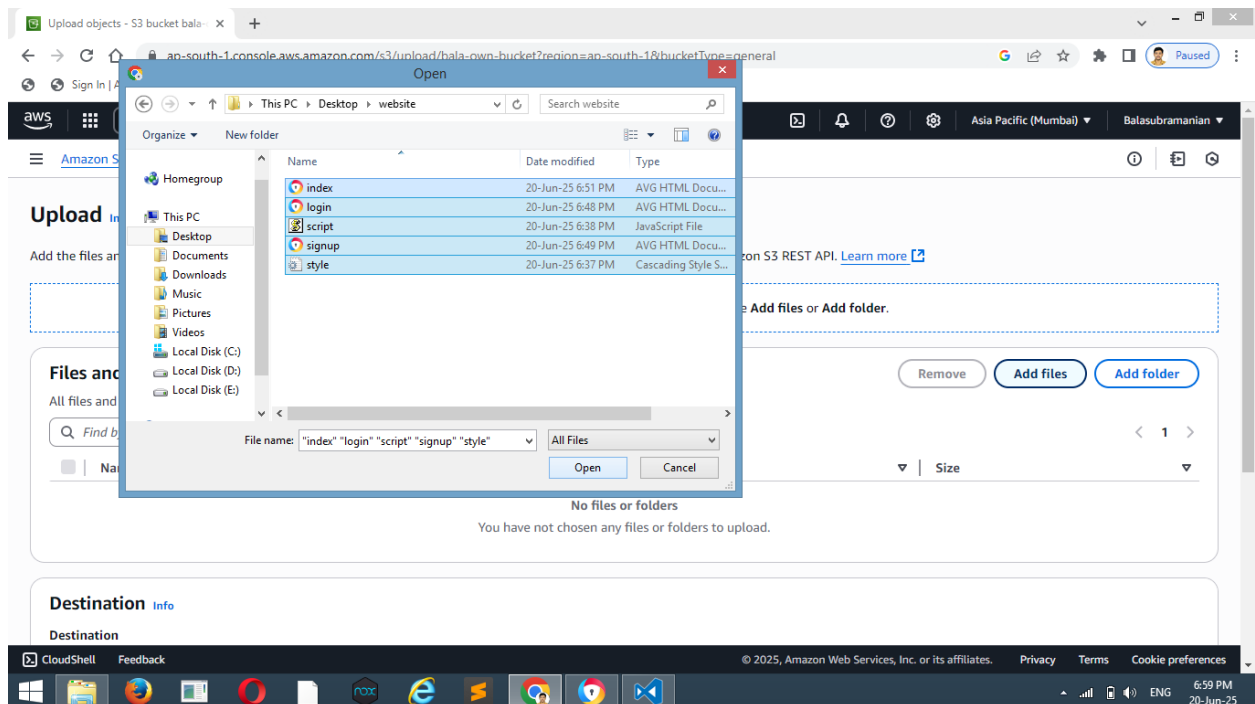 Upload objects - S3 bucket bala-
ap-south-1.console.aws.amazon.com/s3/upload/bala-own-bucket?region=ap-south-1&bucketType=general
Paused
Sign In | A
Open
This PC
Desktop
website
Search website
Organize
New folder
Name
Date modified
Type
Homegroup
This PC
Desktop
Documents
Downloads
Music
Pictures
Videos
Local Disk (C:)
Local Disk (D:)
Local Disk (E:)
index 20-Jun-25 6:51 PM AVG HTML Docu...
login 20-Jun-25 6:48 PM AVG HTML Docu...
script 20-Jun-25 6:38 PM JavaScript File
signup 20-Jun-25 6:49 PM AVG HTML Docu...
style 20-Jun-25 6:37 PM Cascading Style S...
File name: "index" "login" "script" "signup" "style"
All Files
Open
Cancel
aws
Asia Pacific (Mumbai)
Balasubramanian
Amazon S
Upload In
Add the files an
zon S3 REST API. Learn more
e Add files or Add folder.
Files and
Remove
Add files
Add folder
All files and
Find b
1
Na
Size
No files or folders
You have not chosen any files or folders to upload.
Destination Info
Destination
CloudShell
Feedback
© 2025, Amazon Web Services, Inc. or its affiliates.
Privacy
Terms
Cookie preferences
nox
ENG
6:59 PM
20-Jun-25